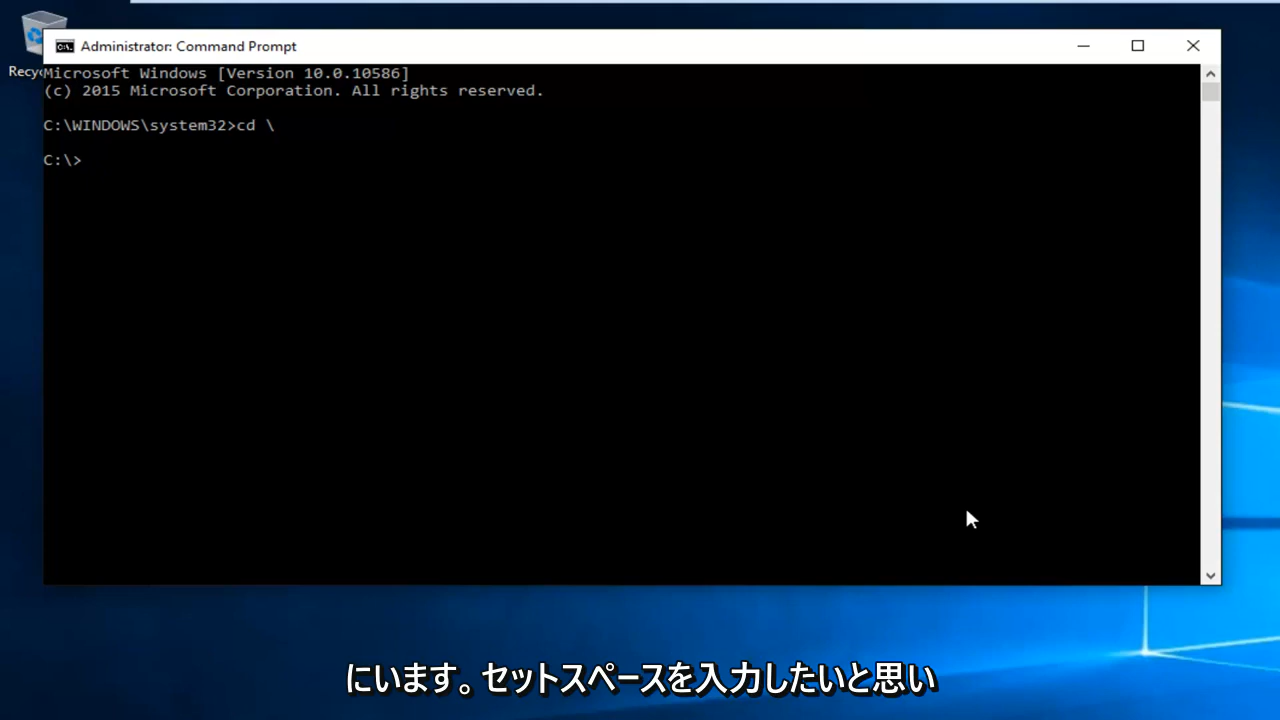 Administrator: Command Prompt
Recyc
Microsoft Windows [Version 10.0.10586]
(c) 2015 Microsoft Corporation. All rights reserved.
C:\WINDOWS\system32>cd \
C:\>
にいます。セットスペースを入力したいと思い